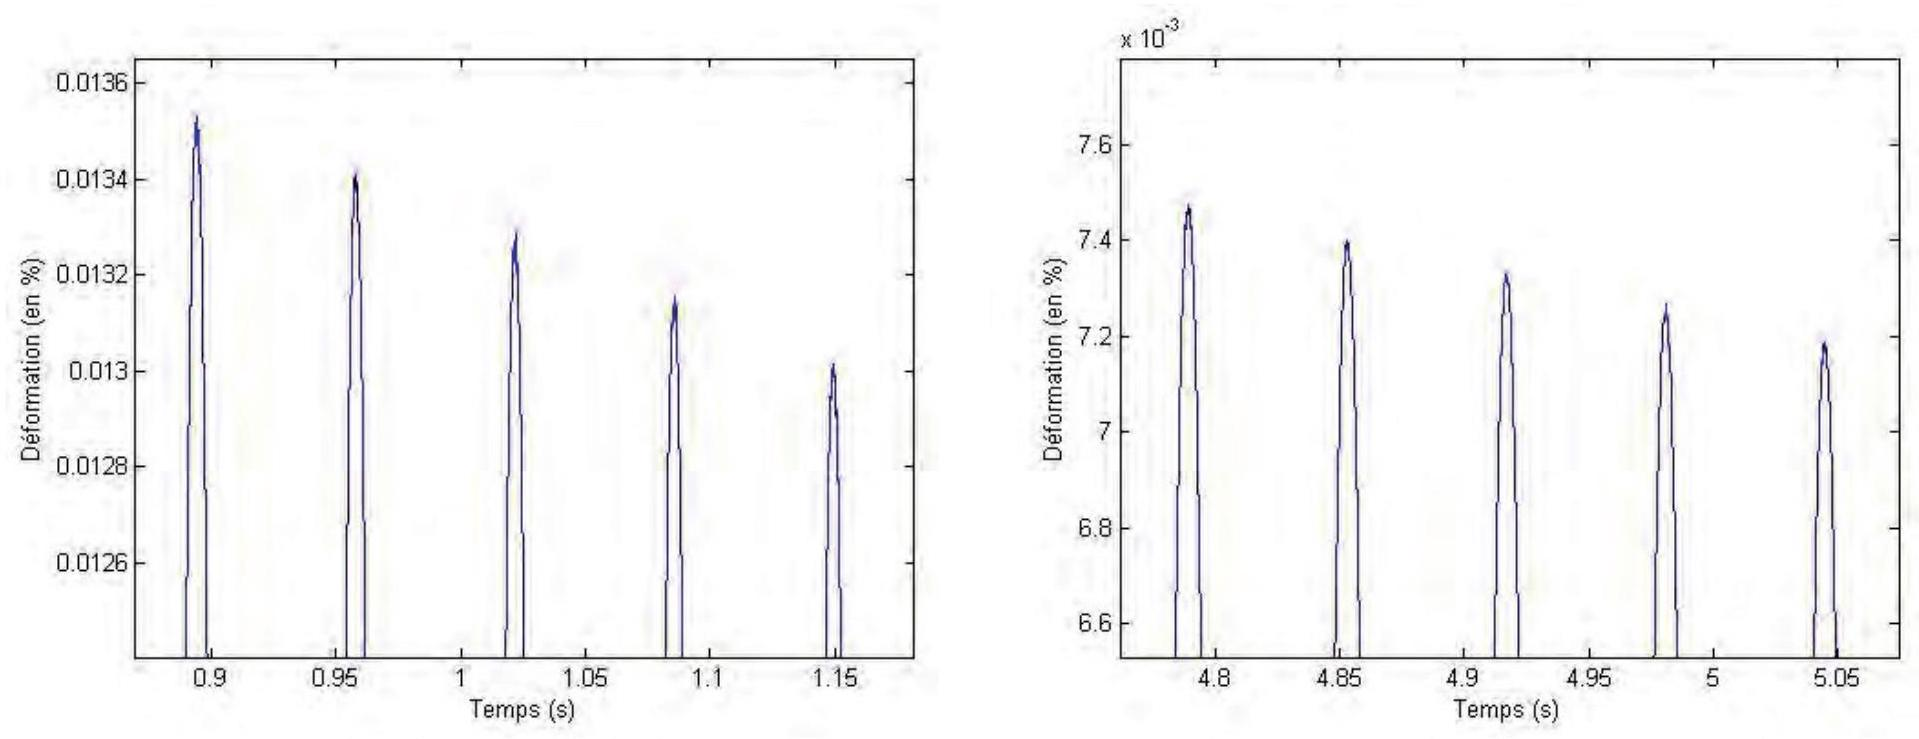 0.0136
0.0134
0.0132
0.013
0.0128
0.0126
Déformation (en %)
0.9 0.95 1 1.05 1.1 1.15
Temps (s)
x 10-3
7.6
7.4
7.2
7
6.8
6.6
Déformation (en %)
4.8 4.85 4.9 4.95 5 5.05
Temps (s)